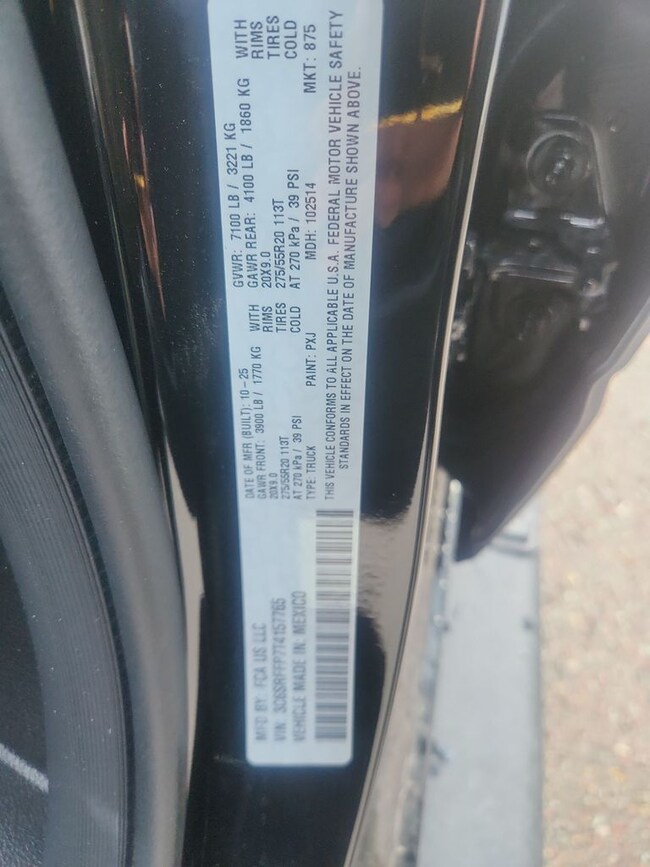 MFD BY: FCA US LLC
DATE OF MFR (BUILT): 10-25
GVWR: 7100 LB / 3221 KG
GAWR FRONT: 3900 LB / 1770 KG WITH
GAWR REAR: 4100 LB / 1860 KG WITH
20X9.0 RIMS
20X9.0 RIMS
275/55R20 113T TIRES
275/55R20 113T TIRES
AT 270 kPa / 39 PSI COLD
AT 270 kPa / 39 PSI COLD
VEHICLE MADE IN: MEXICO
TYPE: TRUCK PAINT: PXJ MDH: 102514 MKT: 875
THIS VEHICLE CONFORMS TO ALL APPLICABLE U.S.A. FEDERAL MOTOR VEHICLE SAFETY
STANDARDS IN EFFECT ON THE DATE OF MANUFACTURE SHOWN ABOVE.